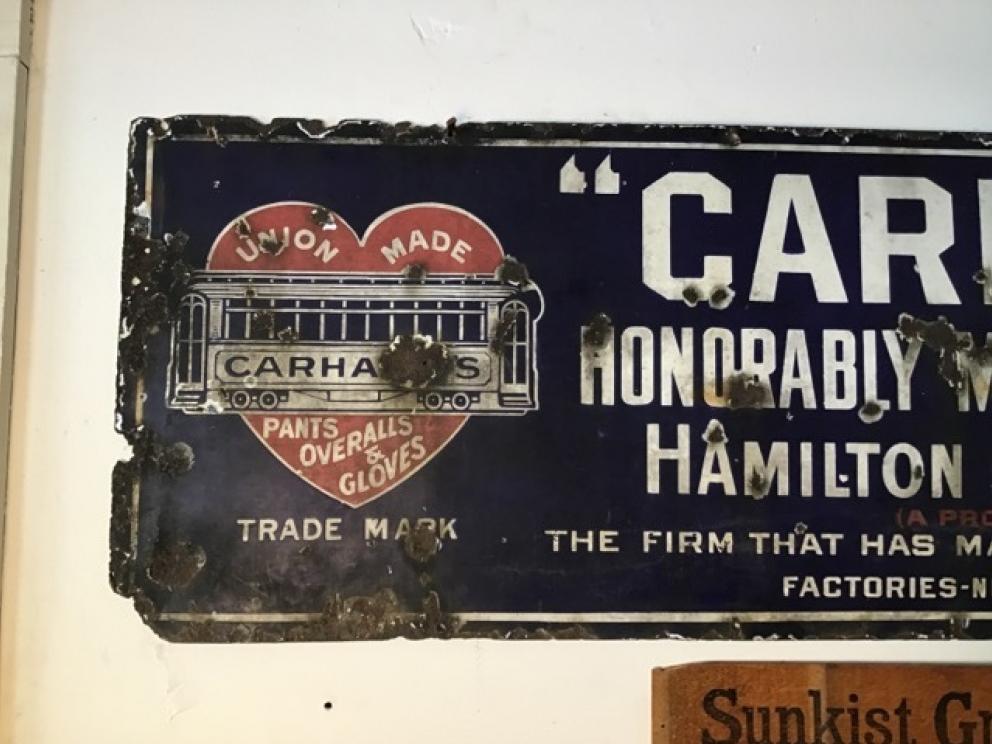 UNION MADE
CARHA S
PANTS
OVERALLS
&
GLOVES
TRADE MARK
"CAR
HONORABLY M
HAMILTON
(A PRO
THE FIRM THAT HAS MA
FACTORIES-N
Sunkist Gr